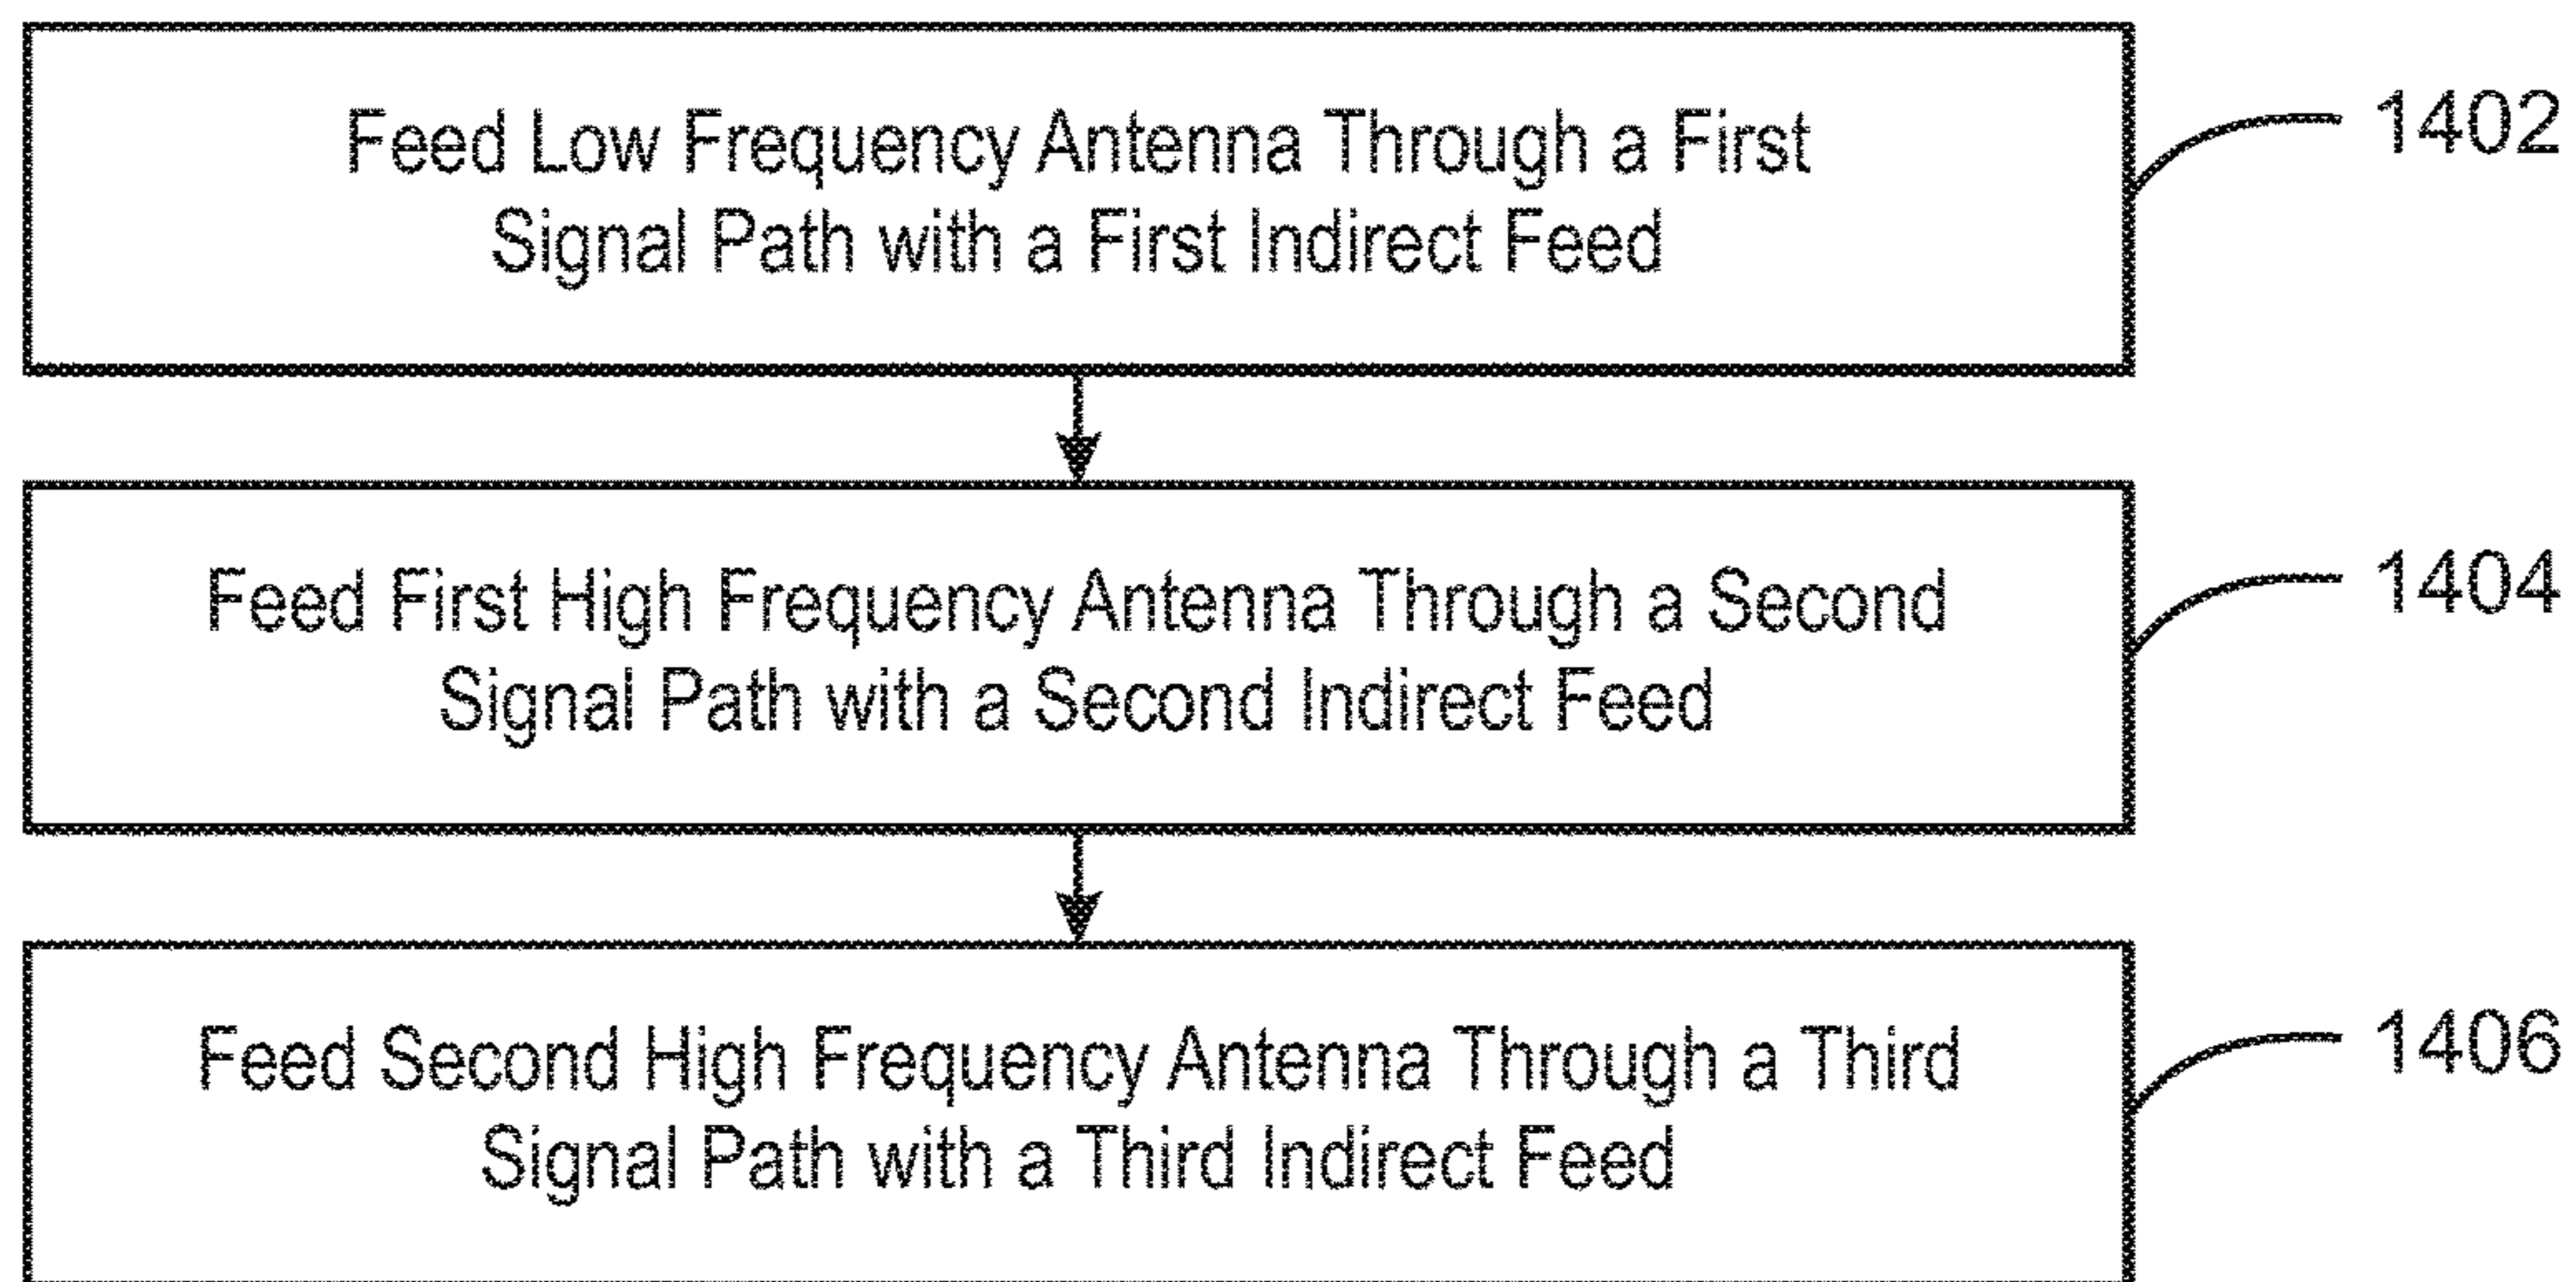 Feed Low Frequency Antenna Through a First
Signal Path with a First Indirect Feed
1402
Feed First High Frequency Antenna Through a Second
Signal Path with a Second Indirect Feed
1404
Feed Second High Frequency Antenna Through a Third
Signal Path with a Third Indirect Feed
1406